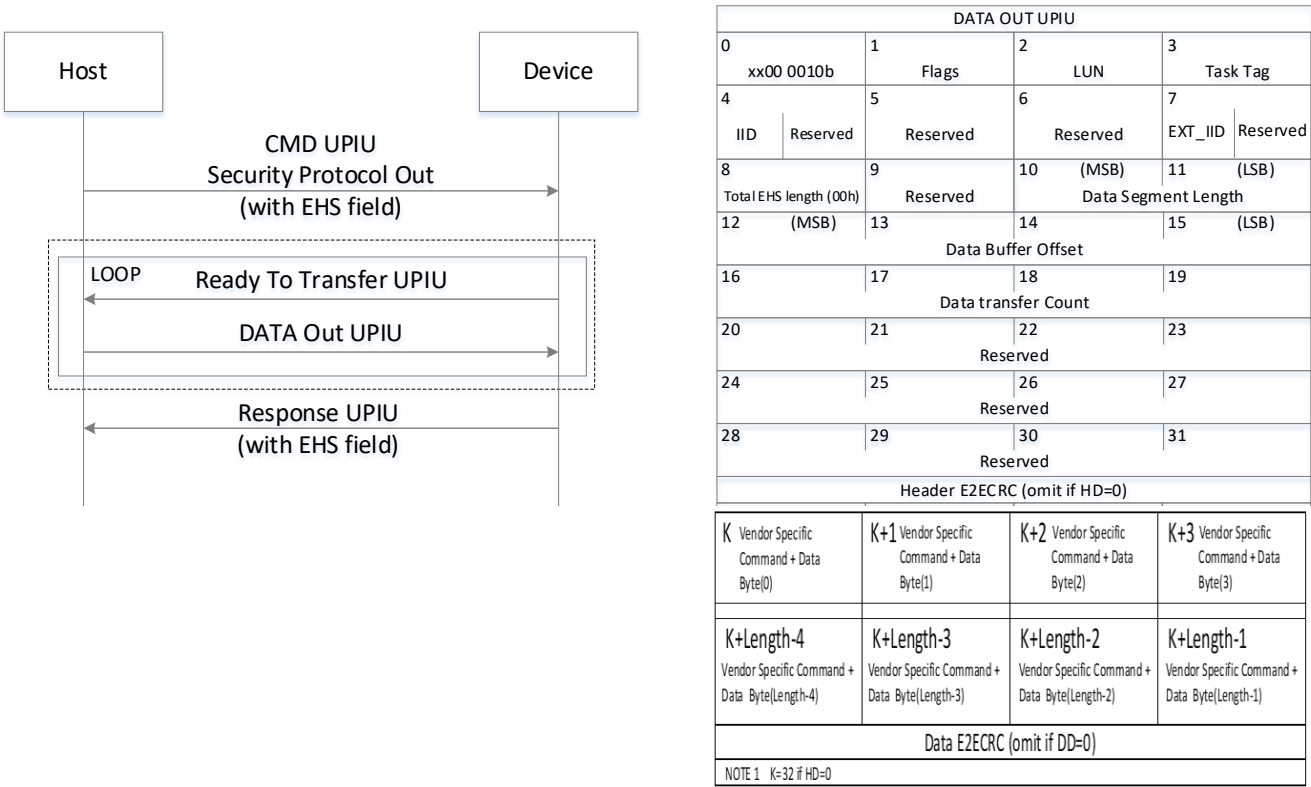 Host
Device
CMD UPIU
Security Protocol Out
(with EHS field)
LOOP
Ready To Transfer UPIU
DATA Out UPIU
Response UPIU
(with EHS field)
DATA OUT UPIU
0 1 2 3
xx00 0010b Flags LUN Task Tag
4 5 6 7
IID Reserved Reserved Reserved EXT_IID Reserved
8 9 10 (MSB) 11 (LSB)
Total EHS length (00h) Reserved Data Segment Length
12 (MSB) 13 14 15 (LSB)
Data Buffer Offset
16 17 18 19
Data transfer Count
20 21 22 23
Reserved
24 25 26 27
Reserved
28 29 30 31
Reserved
Header E2ECRC (omit if HD=0)
K Vendor Specific K+1 Vendor Specific K+2 Vendor Specific K+3 Vendor Specific
Command + Data Command + Data Command + Data Command + Data
Byte(0) Byte(1) Byte(2) Byte(3)
K+Length-4 K+Length-3 K+Length-2 K+Length-1
Vendor Specific Command + Vendor Specific Command + Vendor Specific Command + Vendor Specific Command +
Data Byte(Length-4) Data Byte(Length-3) Data Byte(Length-2) Data Byte(Length-1)
Data E2ECRC (omit if DD=0)
NOTE 1 K=32 if HD=0